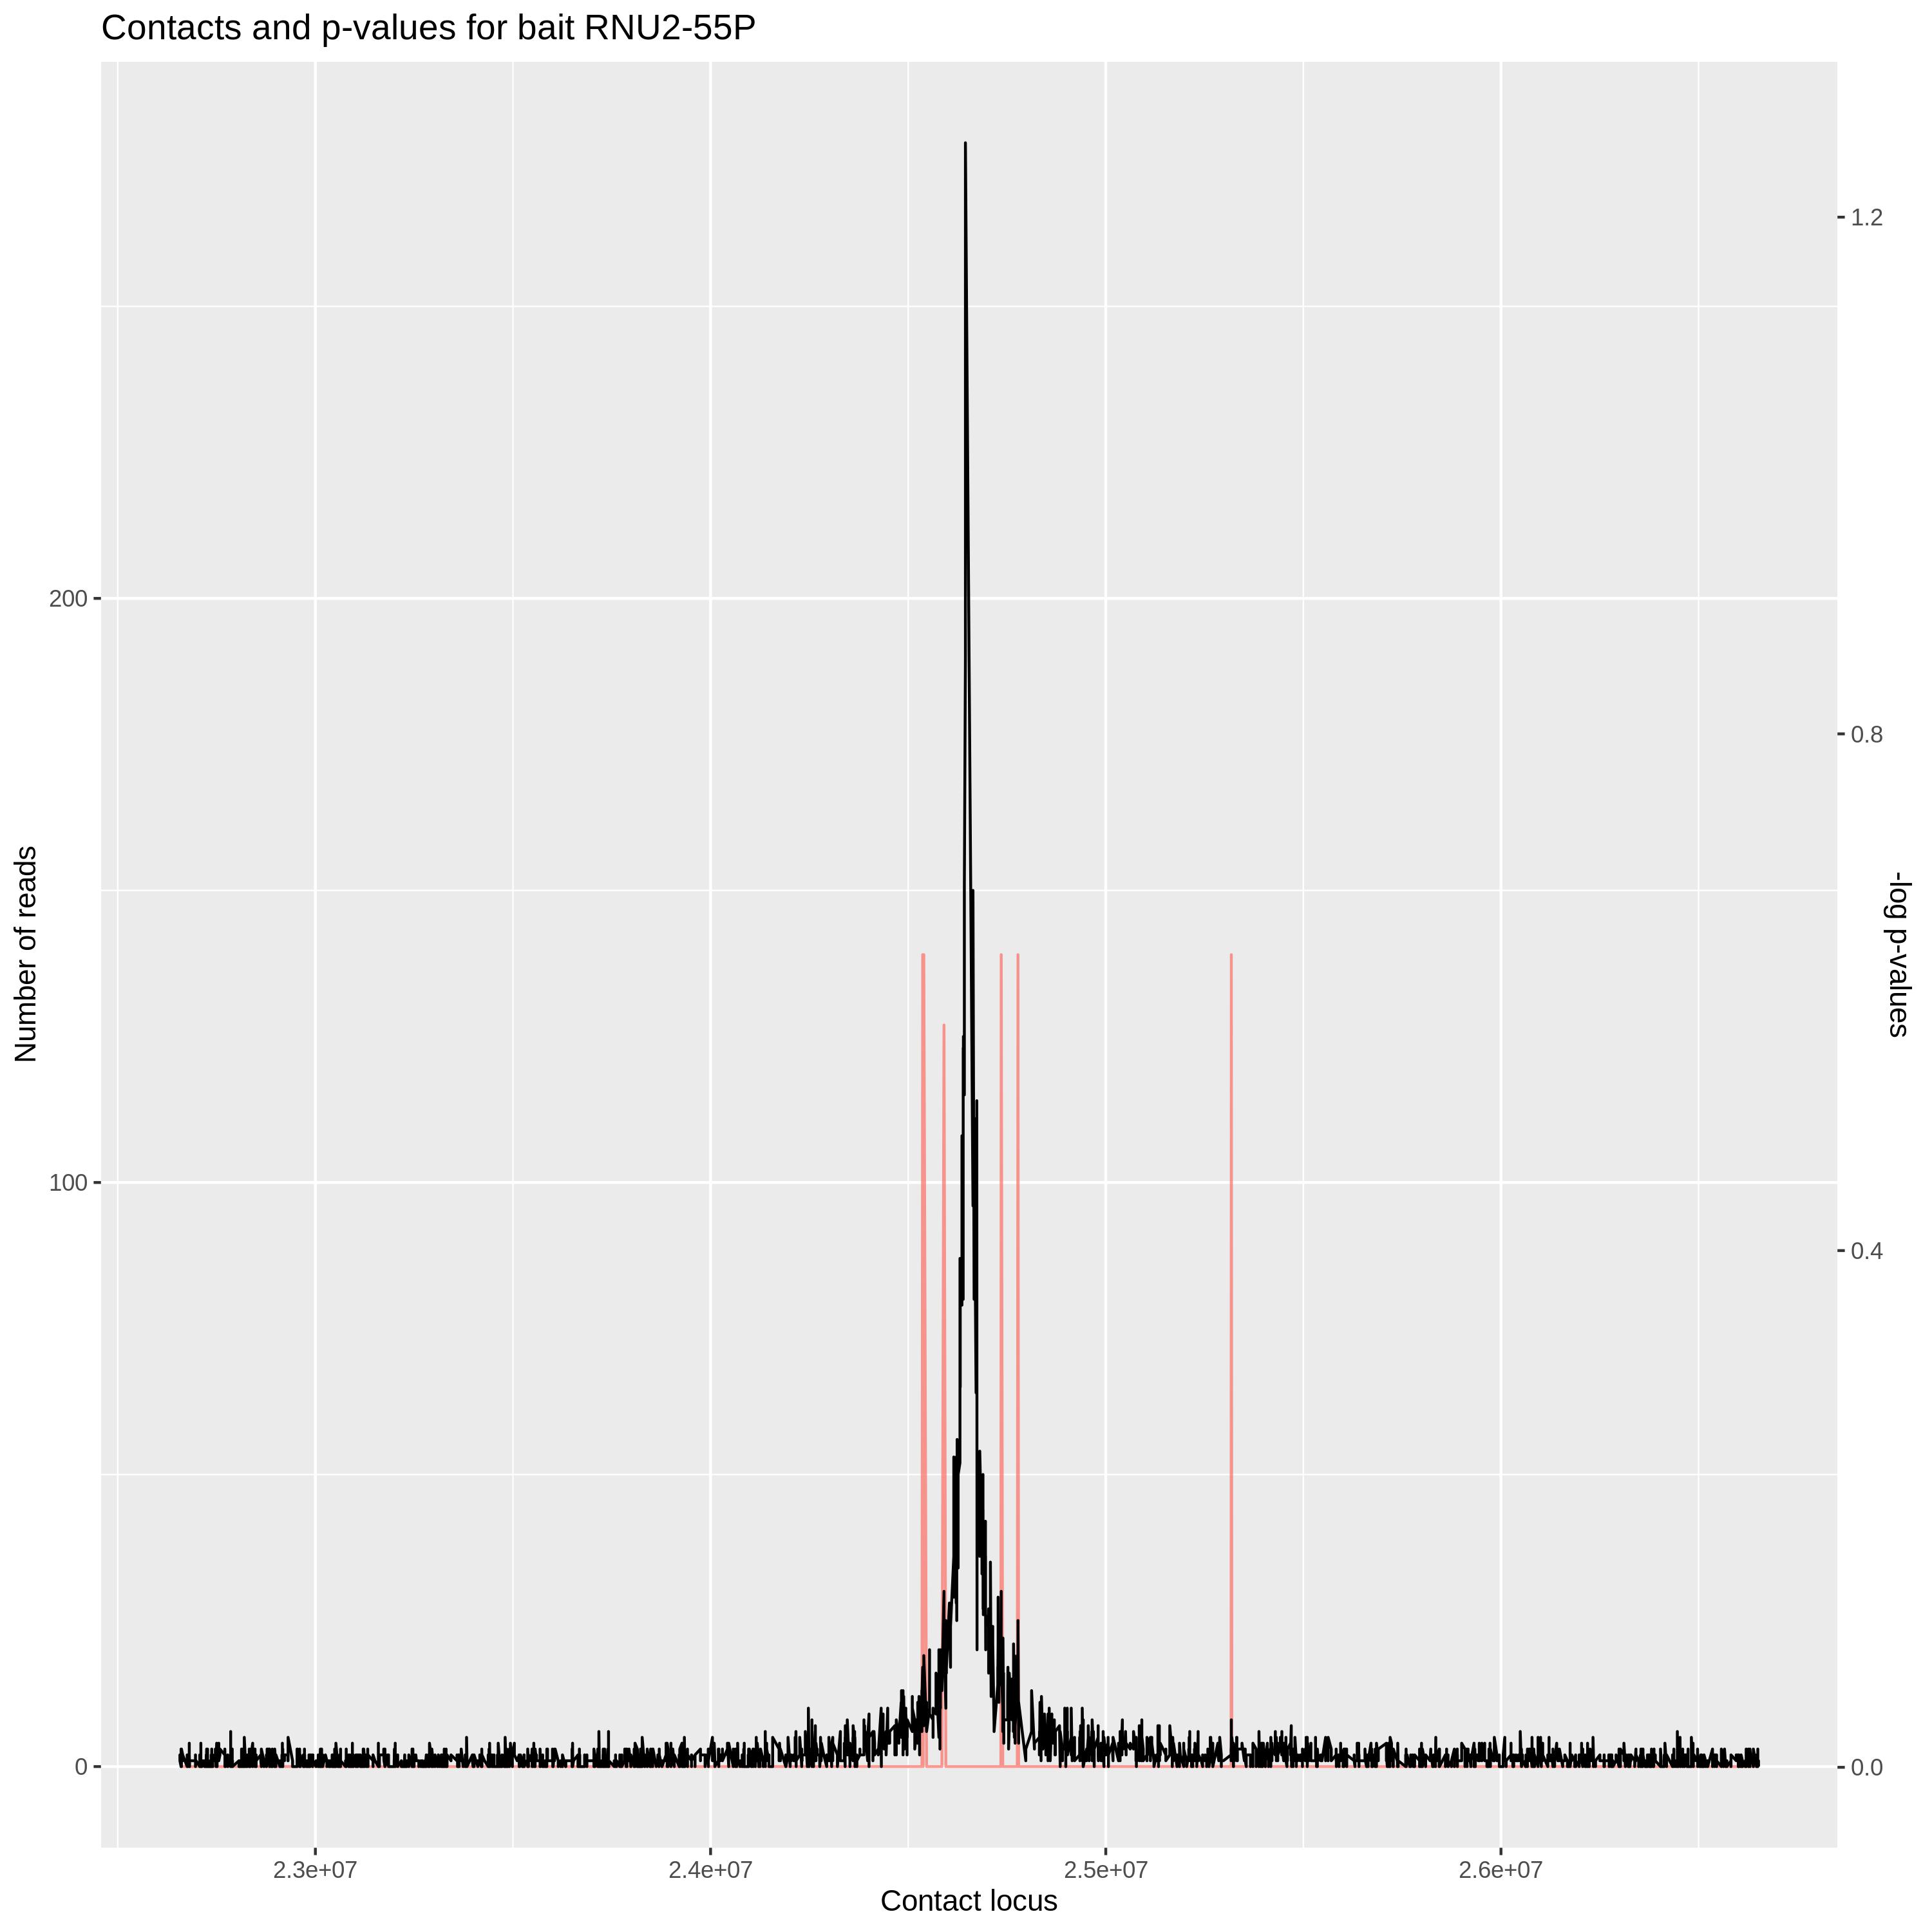 Contacts and p-values for bait RNU2-55P
1.2
200
0.8
Number of reads
-log p-values
100
0.4
0
0.0
2.3e+07 2.4e+07 2.5e+07 2.6e+07
Contact locus